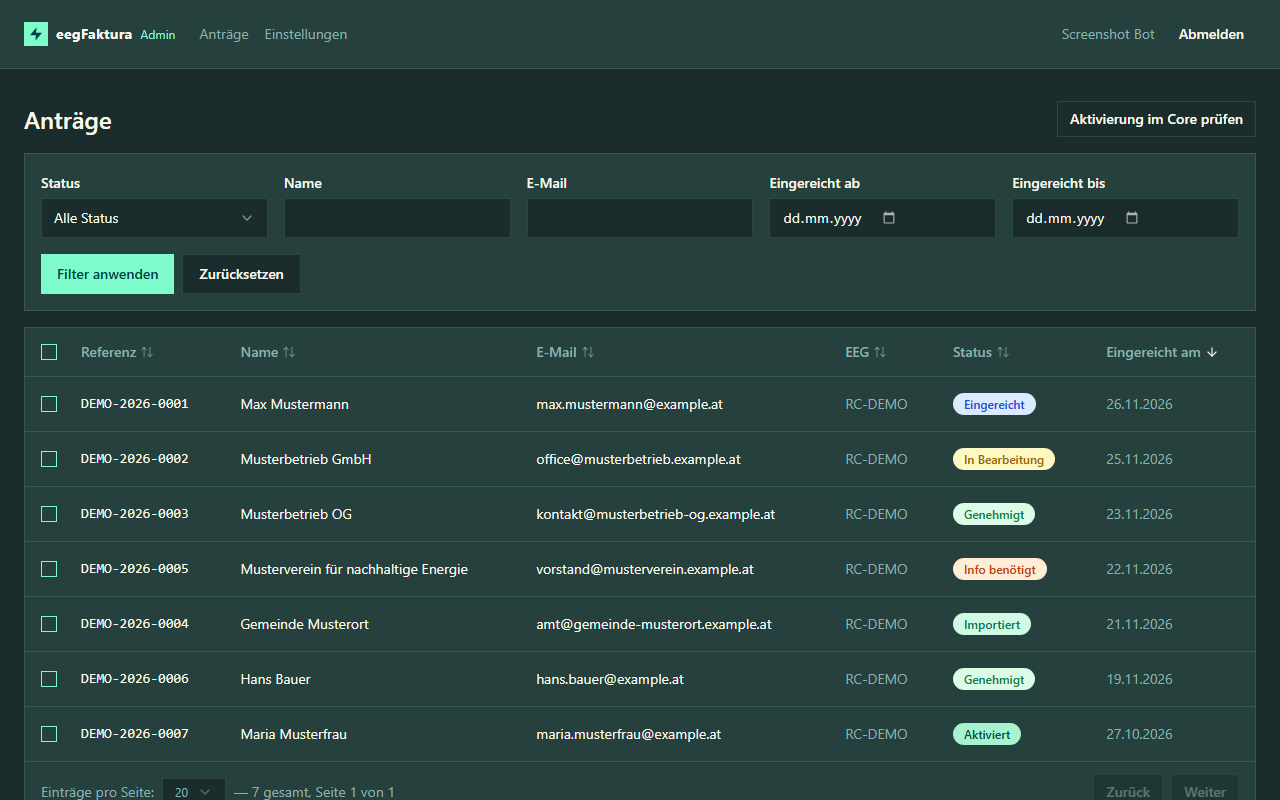 eegFaktura Admin Anträge Einstellungen Screenshot Bot Abmelden
Anträge Aktivierung im Core prüfen
Status Name E-Mail Eingereicht ab Eingereicht bis
Alle Status dd.mm.yyyy dd.mm.yyyy
Filter anwenden Zurücksetzen
Referenz Name E-Mail EEG Status Eingereicht am
DEMO-2026-0001 Max Mustermann max.mustermann@example.at RC-DEMO Eingereicht 26.11.2026
DEMO-2026-0002 Musterbetrieb GmbH office@musterbetrieb.example.at RC-DEMO In Bearbeitung 25.11.2026
DEMO-2026-0003 Musterbetrieb OG kontakt@musterbetrieb-og.example.at RC-DEMO Genehmigt 23.11.2026
DEMO-2026-0005 Musterverein für nachhaltige Energie vorstand@musterverein.example.at RC-DEMO Info benötigt 22.11.2026
DEMO-2026-0004 Gemeinde Musterort amt@gemeinde-musterort.example.at RC-DEMO Importiert 21.11.2026
DEMO-2026-0006 Hans Bauer hans.bauer@example.at RC-DEMO Genehmigt 19.11.2026
DEMO-2026-0007 Maria Musterfrau maria.musterfrau@example.at RC-DEMO Aktiviert 27.10.2026
Einträge pro Seite: 20 — 7 gesamt, Seite 1 von 1 Zurück Weiter